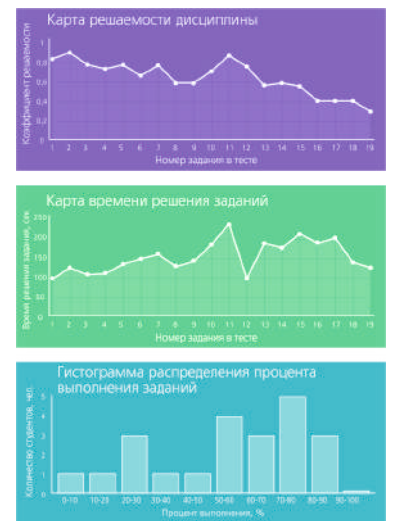 Карта решаемости дисциплины
Коэффициент решаемости
1
0,8
0,6
0,4
0,2
0
1 2 3 4 5 6 7 8 9 10 11 12 13 14 15 16 17 18 19
Номер задания в тесте
Карта времени решения заданий
Время решения задания, сек
250
200
150
100
50
0
1 2 3 4 5 6 7 8 9 10 11 12 13 14 15 16 17 18 19
Номер задания в тесте
Гистограмма распределения процента
выполнения заданий
Количество студентов, чел.
5
4
3
2
1
0
0-10 10-20 20-30 30-40 40-50 50-60 60-70 70-80 80-90 90-100
Процент выполнения, %